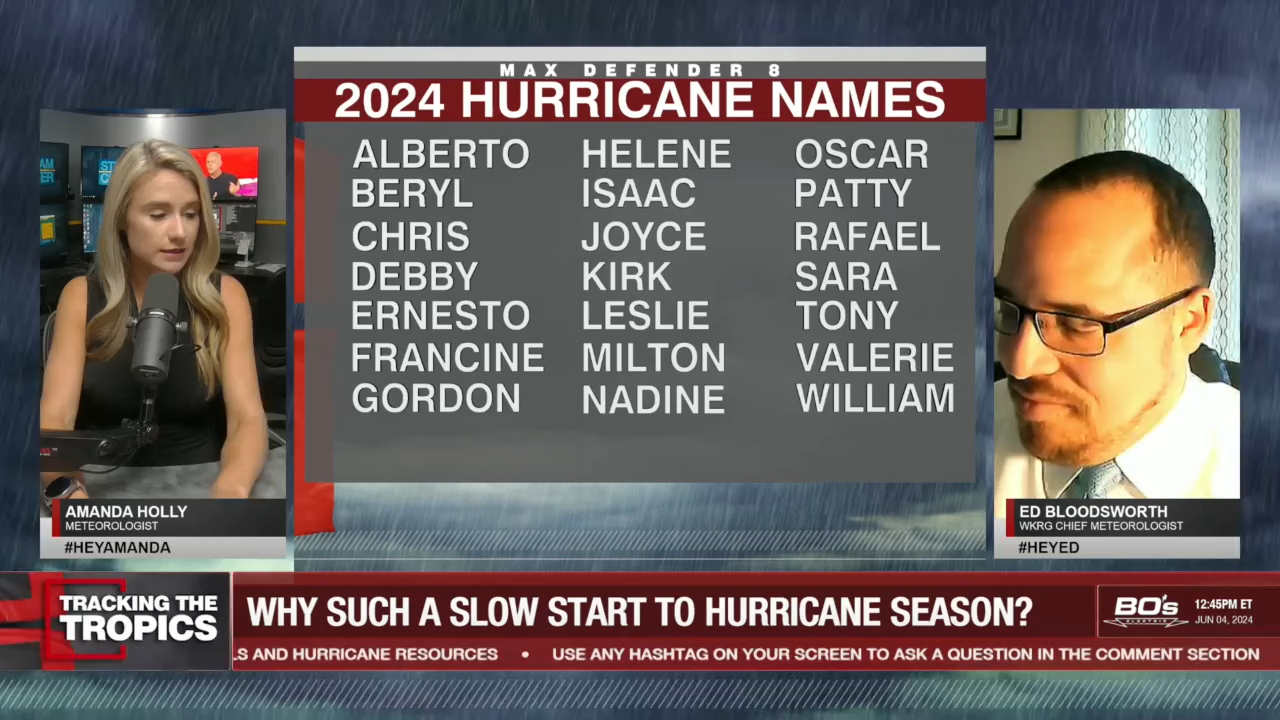 MAX DEFENDER 8
2024 HURRICANE NAMES
ALBERTO
BERYL
CHRIS
DEBBY
ERNESTO
FRANCINE
GORDON
HELENE
ISAAC
JOYCE
KIRK
LESLIE
MILTON
NADINE
OSCAR
PATTY
RAFAEL
SARA
TONY
VALERIE
WILLIAM
AMANDA HOLLY
METEOROLOGIST
#HEYAMANDA
ED BLOODSWORTH
WKRG CHIEF METEOROLOGIST
#HEYED
TRACKING THE
TROPICS
WHY SUCH A SLOW START TO HURRICANE SEASON?
BO's
ELECTRIC
12:45PM ET
JUN 04, 2024
S AND HURRICANE RESOURCES • USE ANY HASHTAG ON YOUR SCREEN TO ASK A QUESTION IN THE COMMENT SECTION